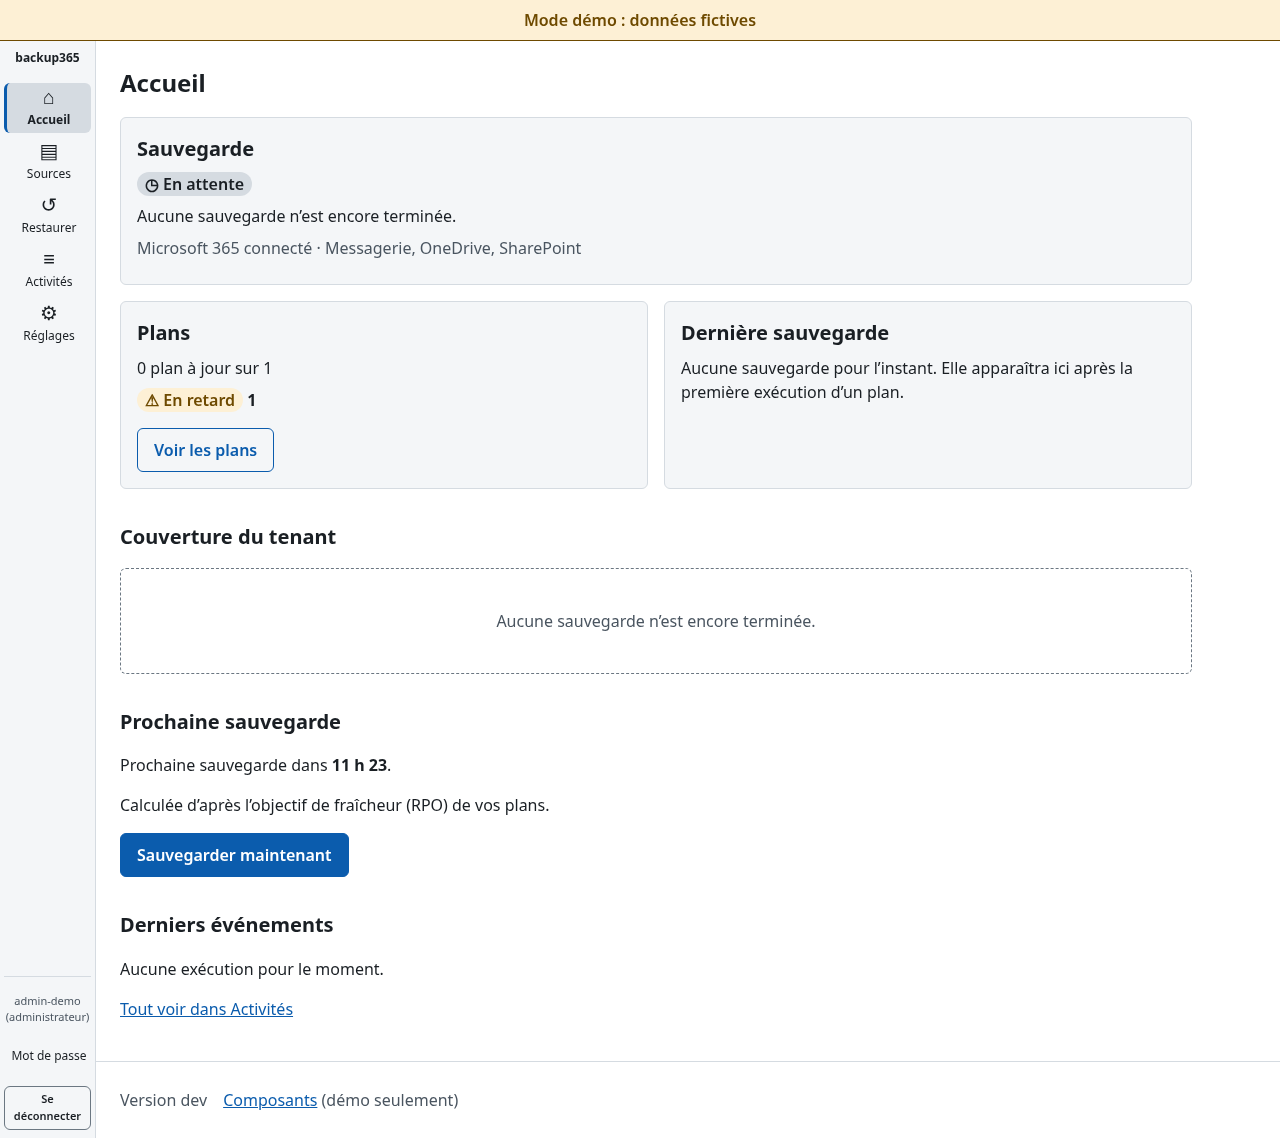 Mode démo : données fictives
backup365
Accueil
Sources
Restaurer
Activités
Réglages
admin-demo
(administrateur)
Mot de passe
Se
déconnecter
Accueil
Sauvegarde
En attente
Aucune sauvegarde n’est encore terminée.
Microsoft 365 connecté · Messagerie, OneDrive, SharePoint
Plans
0 plan à jour sur 1
⚠ En retard 1
Voir les plans
Dernière sauvegarde
Aucune sauvegarde pour l’instant. Elle apparaîtra ici après la
première exécution d’un plan.
Couverture du tenant
Aucune sauvegarde n’est encore terminée.
Prochaine sauvegarde
Prochaine sauvegarde dans 11 h 23.
Calculée d’après l’objectif de fraîcheur (RPO) de vos plans.
Sauvegarder maintenant
Derniers événements
Aucune exécution pour le moment.
Tout voir dans Activités
Version dev Composants (démo seulement)